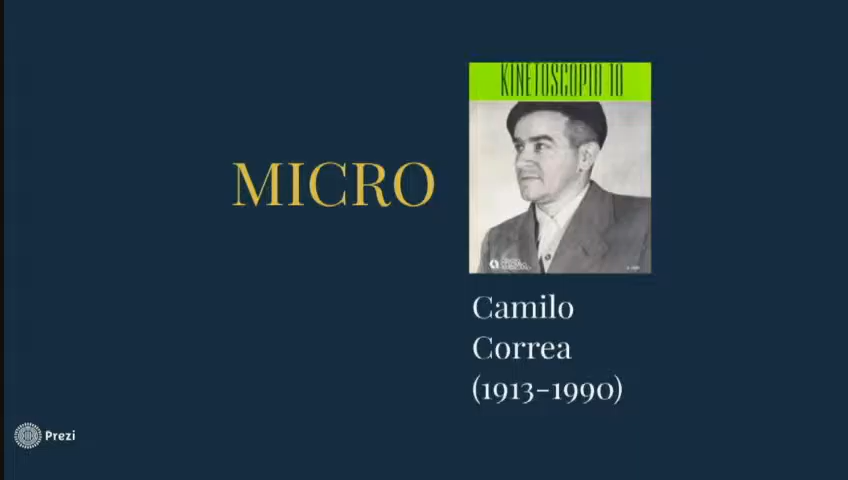 KINETOSCOPIO 10
MICRO
Camilo
Correa
(1913-1990)
Prezi